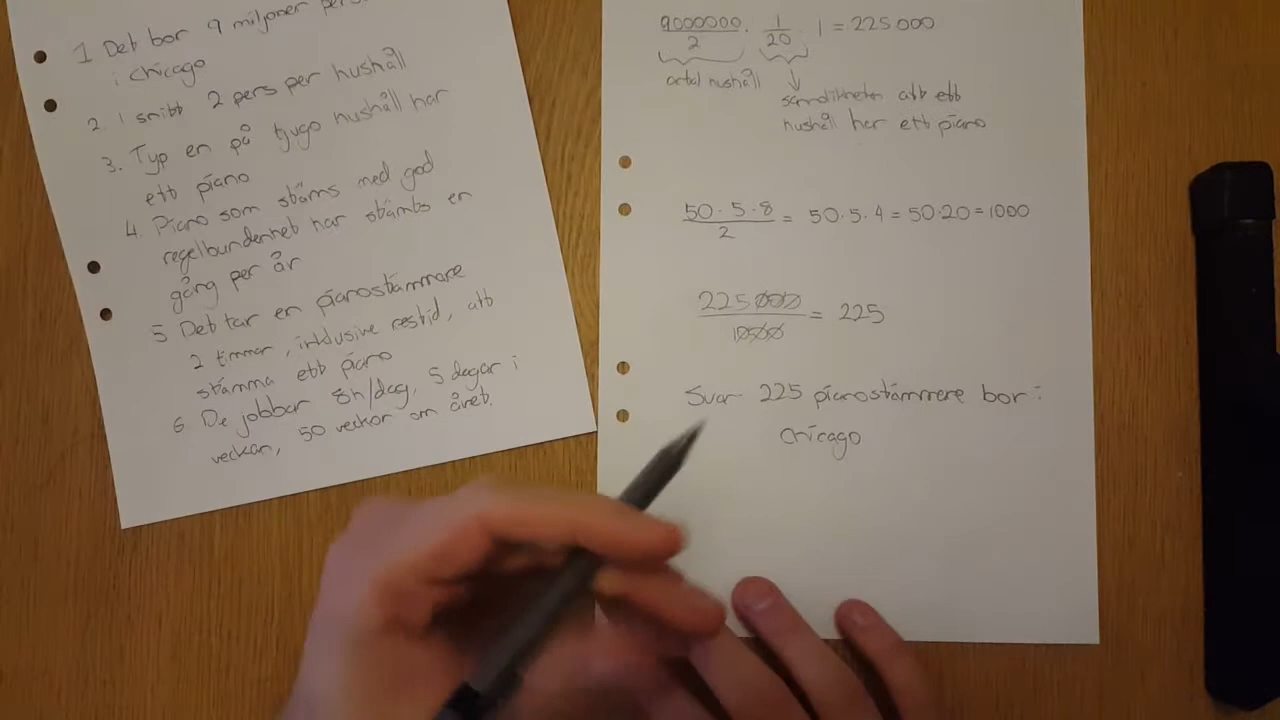 1 Det bor 9 miljoner pers.
i Chicago
2. I snitt 2 pers per hushåll
3. Typ en på tjugo hushåll har
ett piano
4. Piano som stäms med god
regelbundenhet har stämts en
gång per år
5 Det tar en pianostämmare
2 timmar, inklusive restid, att
stämma ett piano
6 De jobbar 8h/dag, 5 dagar i
veckan, 50 veckor om året.
9000000/2 · 1/20 · 1 = 225 000
antal hushåll
sannolikheten att ett
hushåll har ett piano
50·5·8/2 = 50·5·4 = 50·20 = 1000
225000/1000 = 225
Svar 225 pianostämmare bor i
Chicago